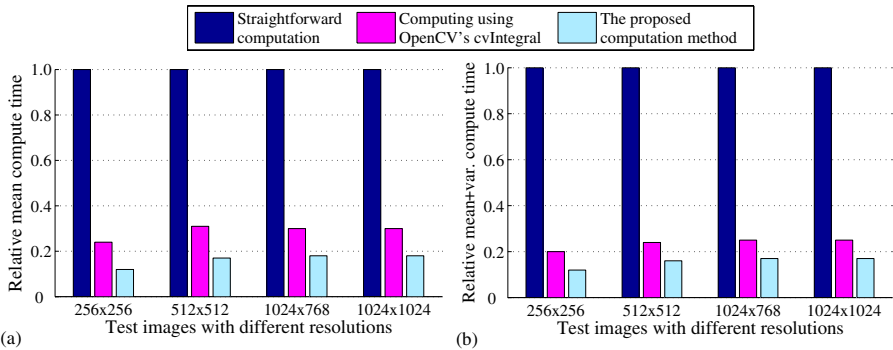 Straightforward
computation
Computing using
OpenCV's cvIntegral
The proposed
computation method
Relative mean compute time
1.0
0.8
0.6
0.4
0.2
0
256x256
512x512
1024x768
1024x1024
Test images with different resolutions
(a)
Relative mean+var. compute time
1.0
0.8
0.6
0.4
0.2
0
256x256
512x512
1024x768
1024x1024
Test images with different resolutions
(b)